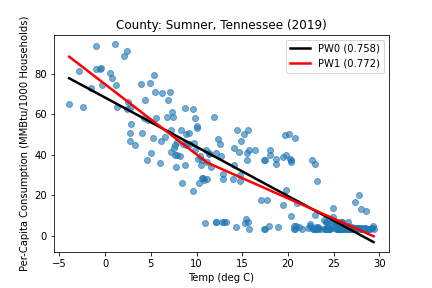 County: Sumner, Tennessee (2019)
PW0 (0.758)
PW1 (0.772)
Per-Capita Consumption (MMBtu/1000 Households)
80
60
40
20
0
−5 0 5 10 15 20 25 30
Temp (deg C)